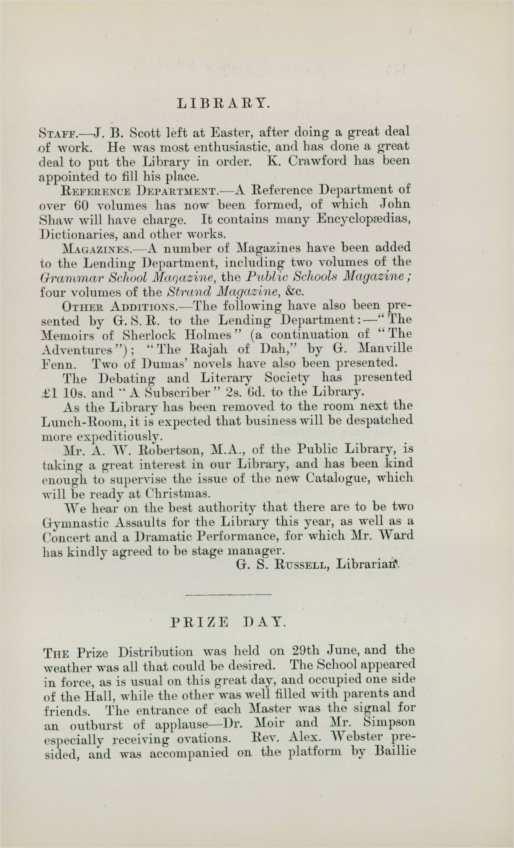 LIBRARY.
STAFF.—J. B. Scott left at Easter, after doing a great deal
of work. He was most enthusiastic, and has done a great
deal to put the Library in order. K. Crawford has been
appointed to fill his place.
REFERENCE DEPARTMENT.—A Reference Department of
over 60 volumes has now been formed, of which John
Shaw will have charge. It contains many Encyclopædias,
Dictionaries, and other works.
MAGAZINES.—A number of Magazines have been added
to the Lending Department, including two volumes of the
Grammar School Magazine, the Public Schools Magazine;
four volumes of the Strand Magazine, &c.
OTHER ADDITIONS.—The following have also been pre-
sented by G. S. R. to the Lending Department:—"The
Memoirs of Sherlock Holmes" (a continuation of "The
Adventures"); "The Rajah of Dah," by G. Manville
Fenn. Two of Dumas' novels have also been presented.
The Debating and Literary Society has presented
£1 10s. and "A Subscriber" 2s. 6d. to the Library.
As the Library has been removed to the room next the
Lunch-Room, it is expected that business will be despatched
more expeditiously.
Mr. A. W. Robertson, M.A., of the Public Library, is
taking a great interest in our Library, and has been kind
enough to supervise the issue of the new Catalogue, which
will be ready at Christmas.
We hear on the best authority that there are to be two
Gymnastic Assaults for the Library this year, as well as a
Concert and a Dramatic Performance, for which Mr. Ward
has kindly agreed to be stage manager.
G. S. RUSSELL, Librarian.
PRIZE DAY.
THE Prize Distribution was held on 29th June, and the
weather was all that could be desired. The School appeared
in force, as is usual on this great day, and occupied one side
of the Hall, while the other was well filled with parents and
friends. The entrance of each Master was the signal for
an outburst of applause—Dr. Moir and Mr. Simpson
especially receiving ovations. Rev. Alex. Webster pre-
sided, and was accompanied on the platform by Baillie